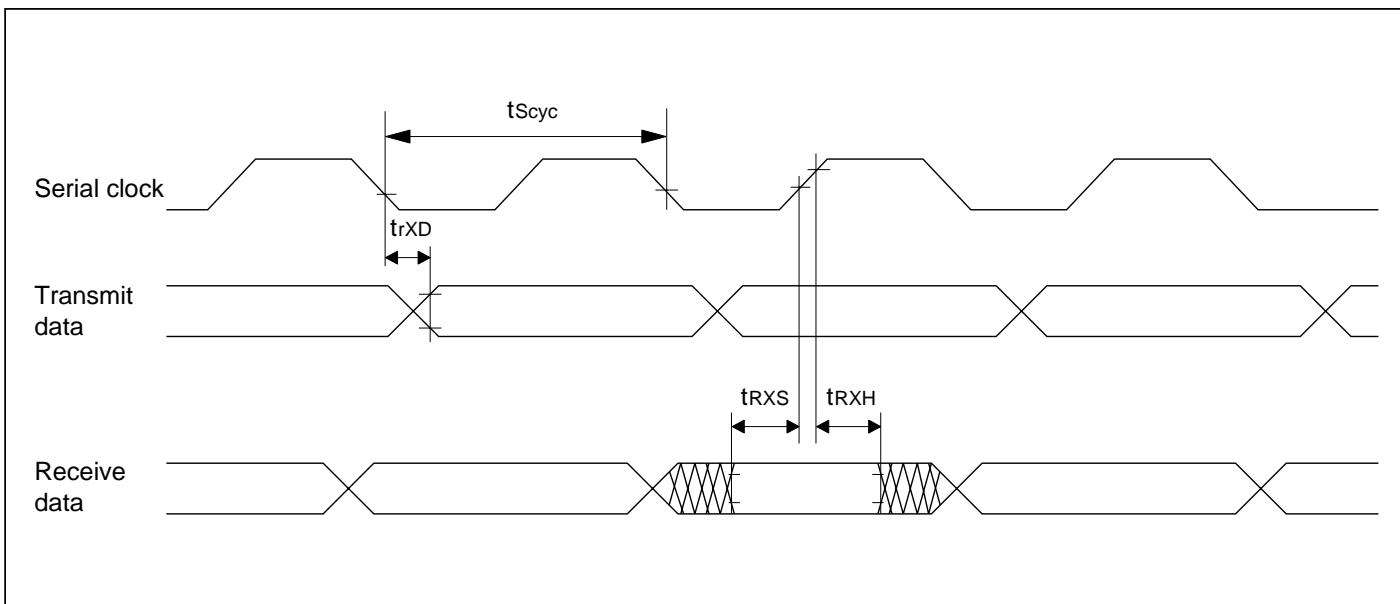 tScyc
Serial clock
trXD
Transmit
data
tRXS
tRXH
Receive
data